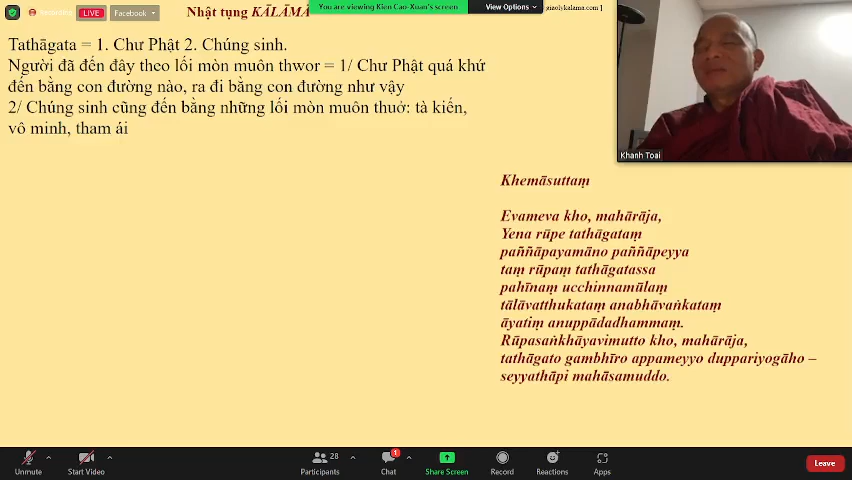 Recording
LIVE
Facebook
Nhật tụng KĀLĀMA
You are viewing Kien Cao-Xuan's screen
View Options
giaolykalama.com ]
Tathāgata = 1. Chư Phật 2. Chúng sinh.
Người đã đến đây theo lối mòn muôn thwor = 1/ Chư Phật quá khứ
đến bằng con đường nào, ra đi bằng con đường như vậy
2/ Chúng sinh cũng đến bằng những lối mòn muôn thuở: tà kiến,
vô minh, tham ái
Khanh Toai
Khemāsuttaṃ
Evameva kho, mahārāja,
Yena rūpe tathāgataṃ
paññāpayamāno paññāpeyya
taṃ rūpaṃ tathāgatassa
pahīnaṃ ucchinnamūlaṃ
tālāvatthukataṃ anabhāvaṅkataṃ
āyatiṃ anuppādadhammaṃ.
Rūpasaṅkhāyavimutto kho, mahārāja,
tathāgato gambhīro appameyyo duppariyogāho –
seyyathāpi mahāsamuddo.
Unmute
Start Video
28
Participants
1
Chat
Share Screen
Record
Reactions
Apps
Leave